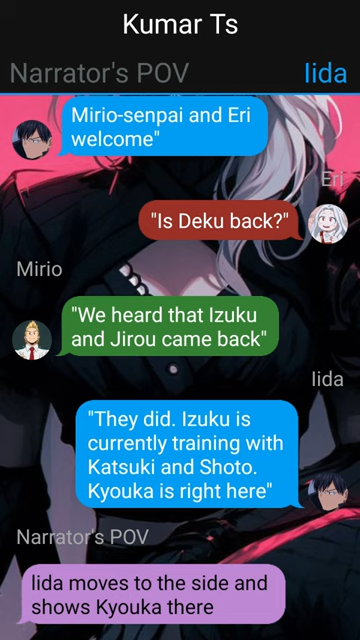 Kumar Ts
Narrator's POV Iida
Mirio-senpai and Eri
welcome"
Eri
"Is Deku back?"
Mirio
"We heard that Izuku
and Jirou came back"
Iida
"They did. Izuku is
currently training with
Katsuki and Shoto.
Kyouka is right here"
Narrator's POV
Iida moves to the side and
shows Kyouka there